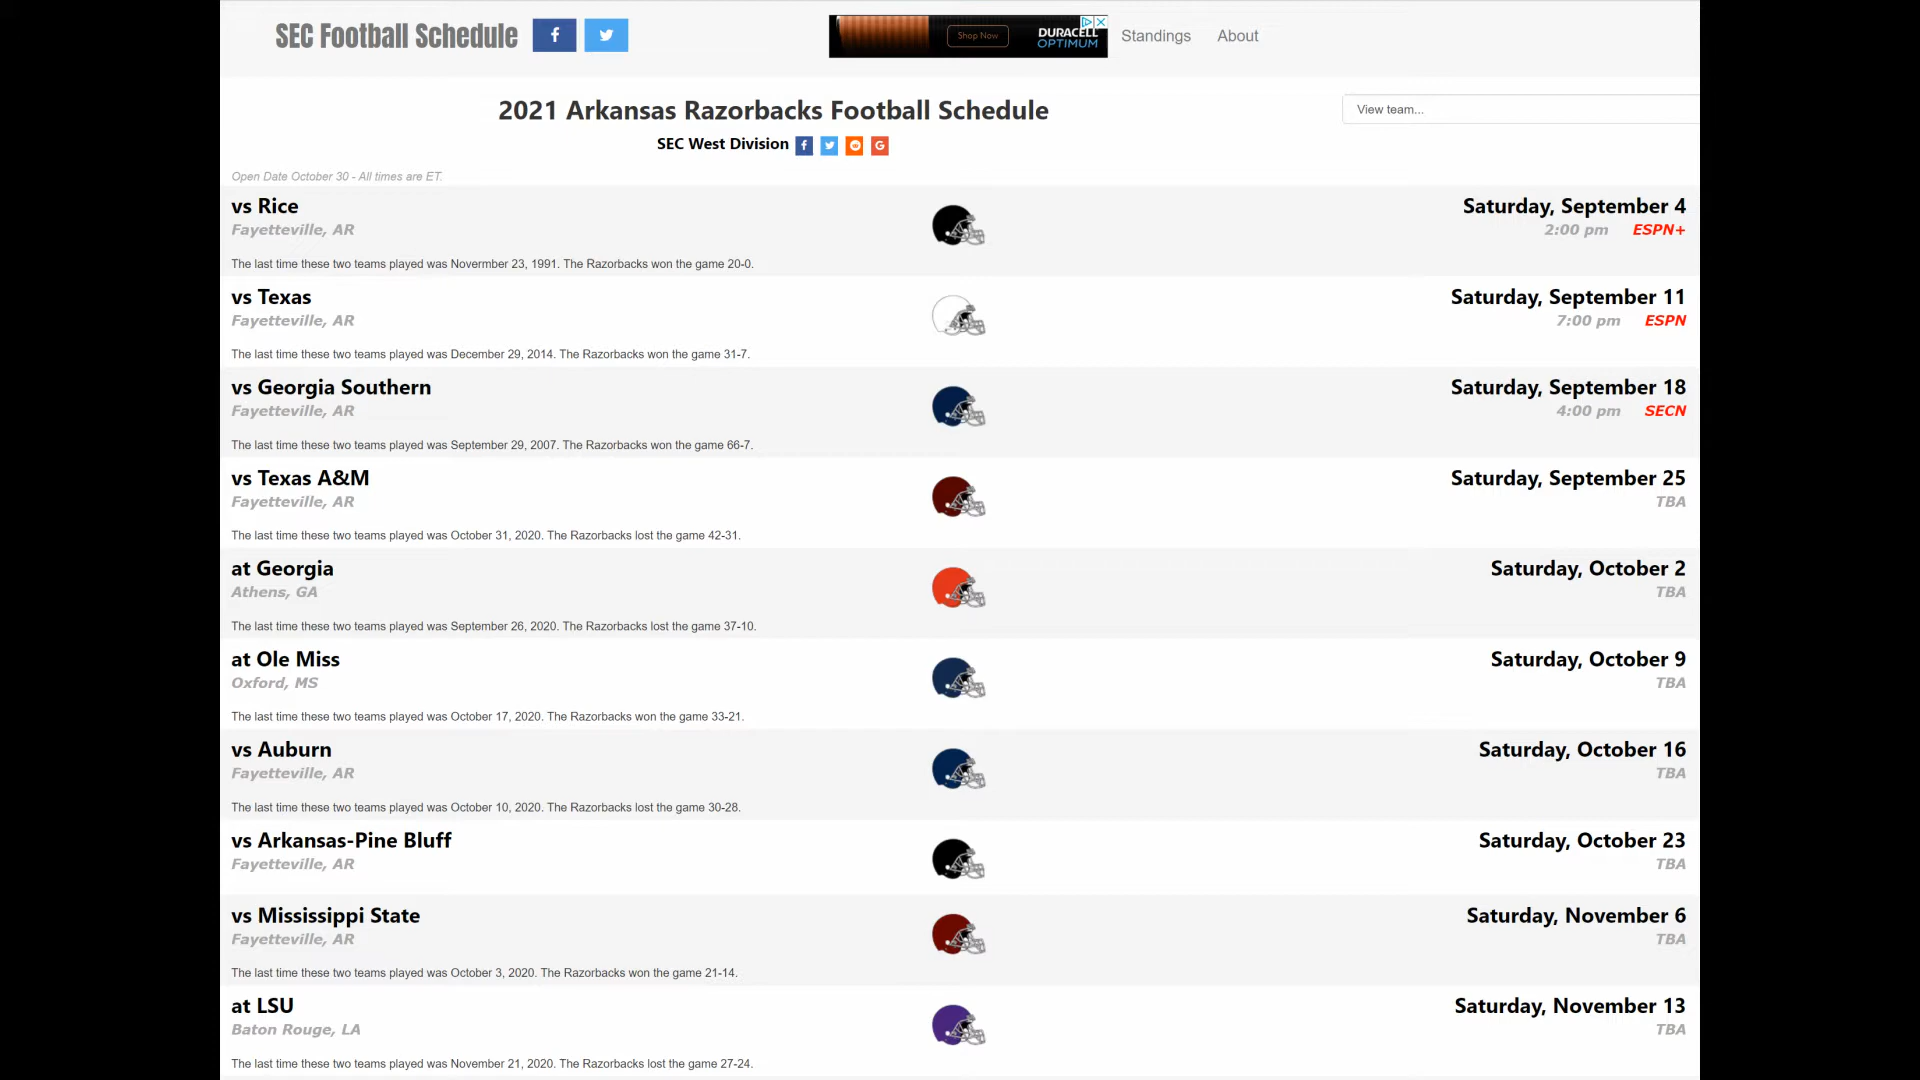 SEC Football Schedule
Shop Now
DURACELL
OPTIMUM
Standings
About
2021 Arkansas Razorbacks Football Schedule
View team...
SEC West Division
Open Date October 30 - All times are ET.
vs Rice
Saturday, September 4
Fayetteville, AR
2:00 pm ESPN+
The last time these two teams played was Novermber 23, 1991. The Razorbacks won the game 20-0.
vs Texas
Saturday, September 11
Fayetteville, AR
7:00 pm ESPN
The last time these two teams played was December 29, 2014. The Razorbacks won the game 31-7.
vs Georgia Southern
Saturday, September 18
Fayetteville, AR
4:00 pm SECN
The last time these two teams played was September 29, 2007. The Razorbacks won the game 66-7.
vs Texas A&M
Saturday, September 25
Fayetteville, AR
TBA
The last time these two teams played was October 31, 2020. The Razorbacks lost the game 42-31.
at Georgia
Saturday, October 2
Athens, GA
TBA
The last time these two teams played was September 26, 2020. The Razorbacks lost the game 37-10.
at Ole Miss
Saturday, October 9
Oxford, MS
TBA
The last time these two teams played was October 17, 2020. The Razorbacks won the game 33-21.
vs Auburn
Saturday, October 16
Fayetteville, AR
TBA
The last time these two teams played was October 10, 2020. The Razorbacks lost the game 30-28.
vs Arkansas-Pine Bluff
Saturday, October 23
Fayetteville, AR
TBA
vs Mississippi State
Saturday, November 6
Fayetteville, AR
TBA
The last time these two teams played was October 3, 2020. The Razorbacks won the game 21-14.
at LSU
Saturday, November 13
Baton Rouge, LA
TBA
The last time these two teams played was November 21, 2020. The Razorbacks lost the game 27-24.